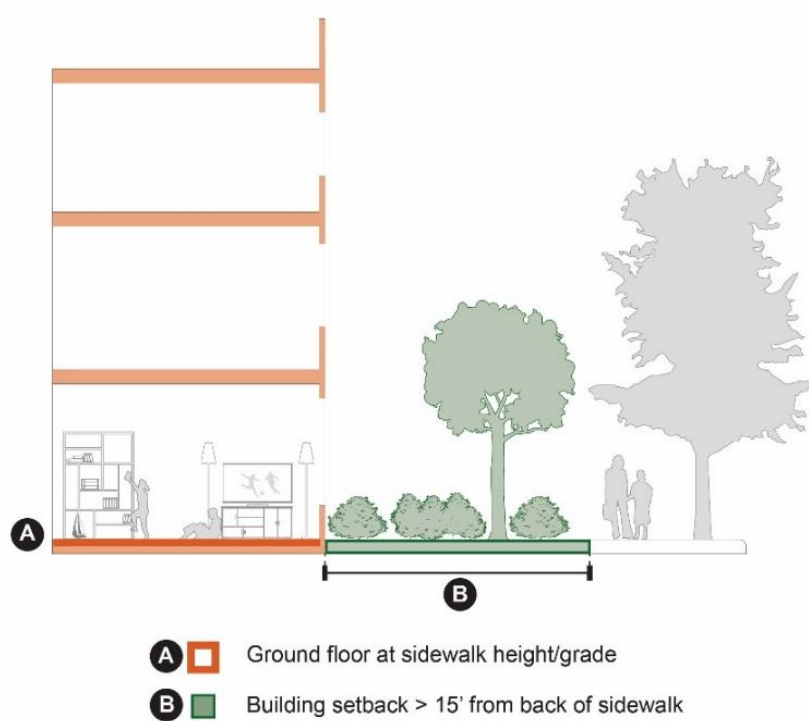 A
B
A Ground floor at sidewalk height/grade
B Building setback > 15' from back of sidewalk